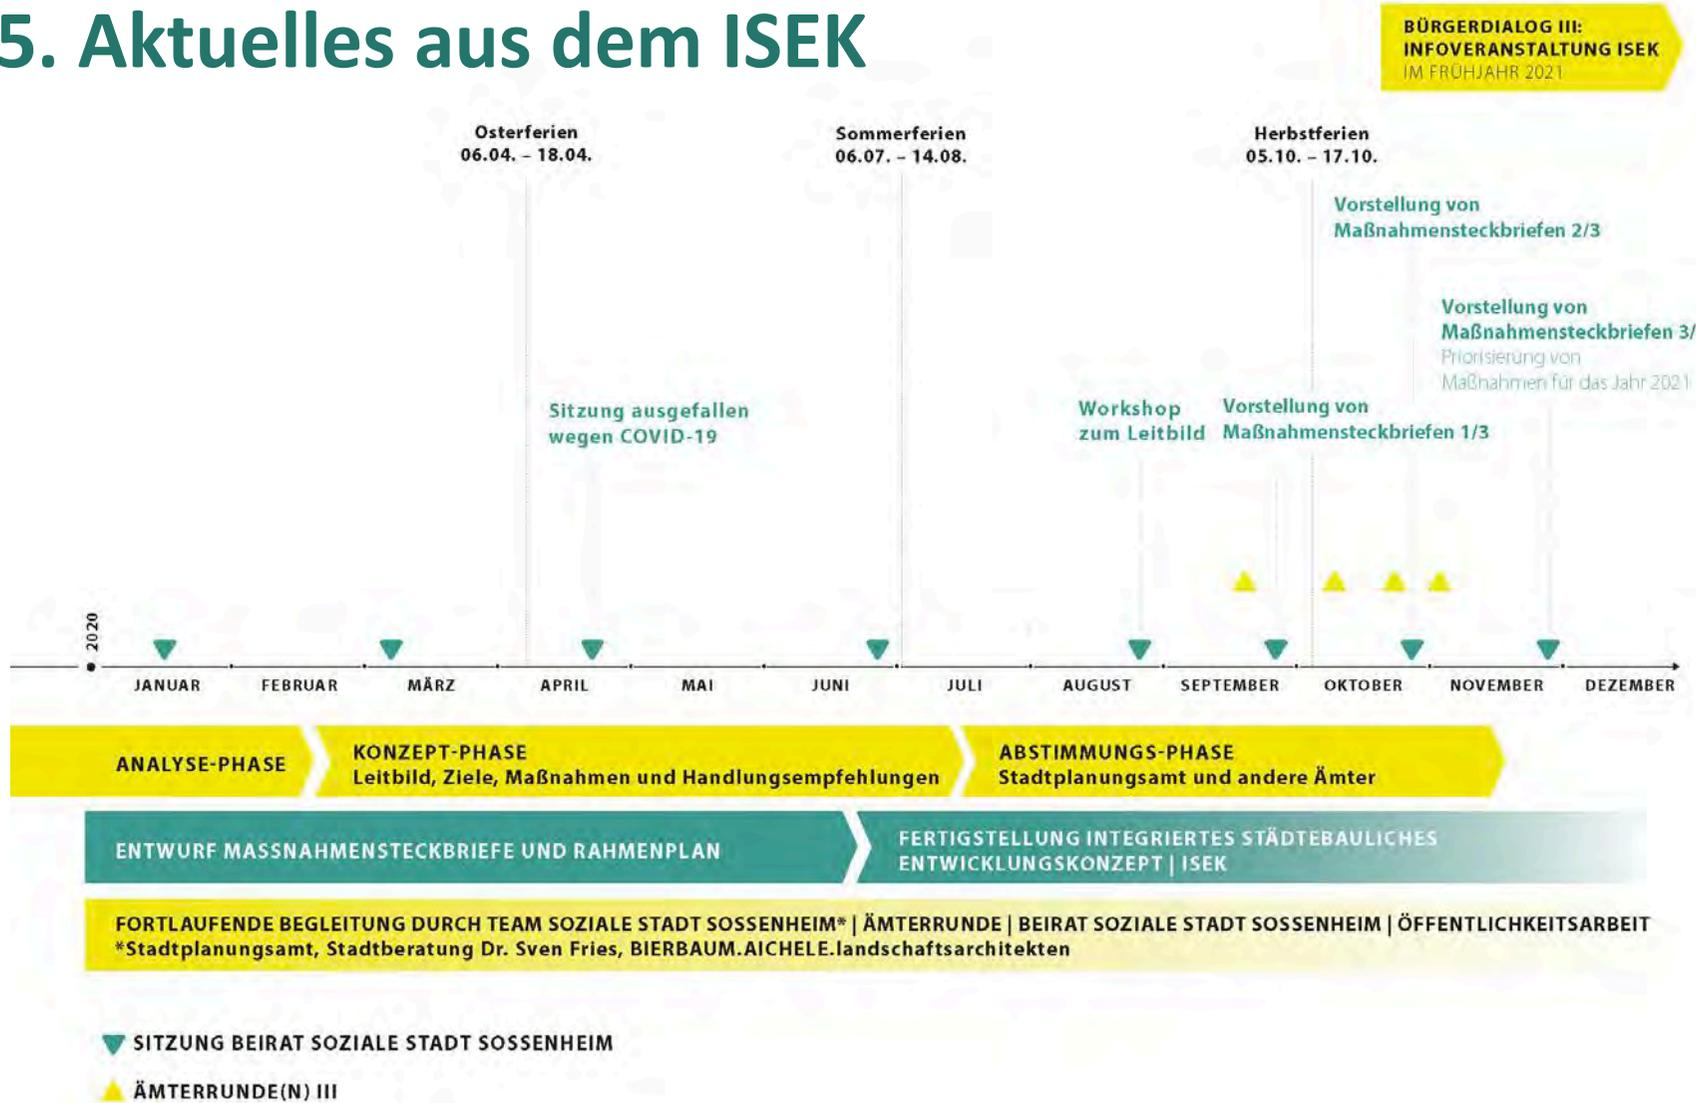 5. Aktuelles aus dem ISEK
BÜRGERDIALOG III:
INFOVERANSTALTUNG ISEK
IM FRÜHJAHR 2021
Osterferien
06.04. – 18.04.
Sommerferien
06.07. – 14.08.
Herbstferien
05.10. – 17.10.
Vorstellung von
Maßnahmensteckbriefen 2/3
Vorstellung von
Maßnahmensteckbriefen 3/
Priorisierung von
Maßnahmen für das Jahr 2021
Sitzung ausgefallen
wegen COVID-19
Workshop
zum Leitbild
Vorstellung von
Maßnahmensteckbriefen 1/3
2020
JANUAR FEBRUAR MÄRZ APRIL MAI JUNI JULI AUGUST SEPTEMBER OKTOBER NOVEMBER DEZEMBER
ANALYSE-PHASE
KONZEPT-PHASE
Leitbild, Ziele, Maßnahmen und Handlungsempfehlungen
ABSTIMMUNGS-PHASE
Stadtplanungsamt und andere Ämter
ENTWURF MASSNAHMENSTECKBRIEFE UND RAHMENPLAN
FERTIGSTELLUNG INTEGRIERTES STÄDTEBAULICHES
ENTWICKLUNGSKONZEPT | ISEK
FORTLAUFENDE BEGLEITUNG DURCH TEAM SOZIALE STADT SOSSENHEIM* | ÄMTERRUNDE | BEIRAT SOZIALE STADT SOSSENHEIM | ÖFFENTLICHKEITSARBEIT
*Stadtplanungsamt, Stadtberatung Dr. Sven Fries, BIERBAUM.AICHELE.landschaftsarchitekten
SITZUNG BEIRAT SOZIALE STADT SOSSENHEIM
ÄMTERRUNDE(N) III